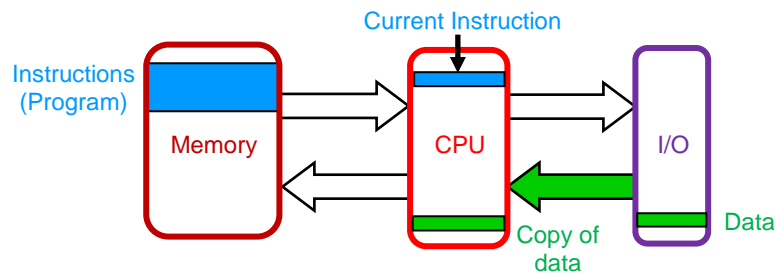 Current Instruction
Instructions
(Program)
Memory
CPU
I/O
Copy of
data
Data